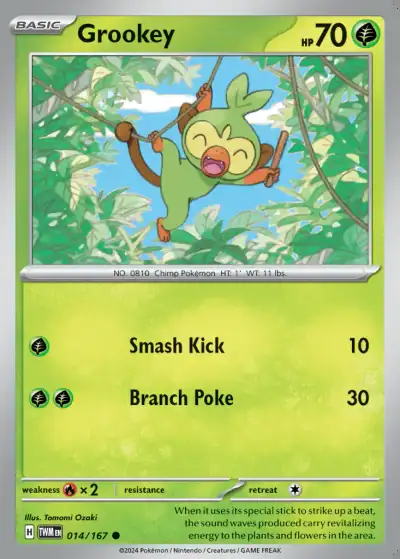 BASIC
Grookey
HP 70
NO. 0810 Chimp Pokémon HT: 1' WT: 11 lbs.
Smash Kick 10
Branch Poke 30
weakness × 2 resistance retreat
Illus. Tomomi Ozaki
H TWM EN 014/167
When it uses its special stick to strike up a beat,
the sound waves produced carry revitalizing
energy to the plants and flowers in the area.
©2024 Pokémon / Nintendo / Creatures / GAME FREAK